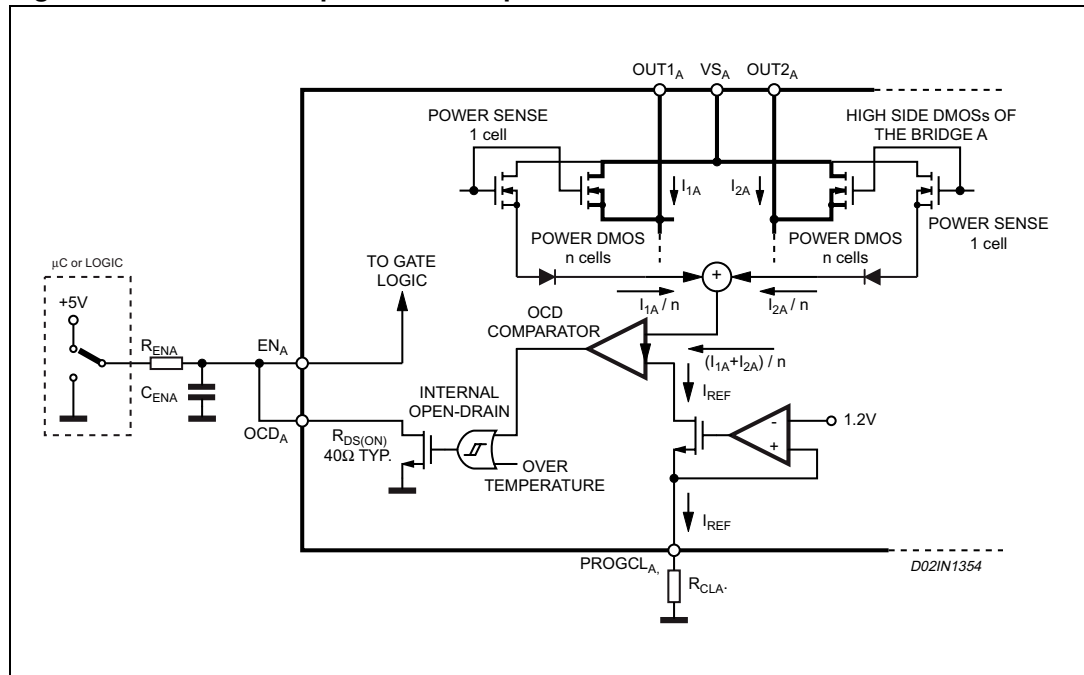 OUT1A VSA OUT2A
POWER SENSE
1 cell
HIGH SIDE DMOSs OF
THE BRIDGE A
I1A I2A
POWER SENSE
1 cell
POWER DMOS
n cells
POWER DMOS
n cells
μC or LOGIC
+5V
TO GATE
LOGIC
+
I1A / n I2A / n
OCD
COMPARATOR
RENA ENA
(I1A+I2A) / n
CENA
INTERNAL
OPEN-DRAIN
IREF
- 1.2V
+
OCDA
RDS(ON)
40Ω TYP.
OVER
TEMPERATURE
IREF
PROGCLA,
D02IN1354
RCLA.